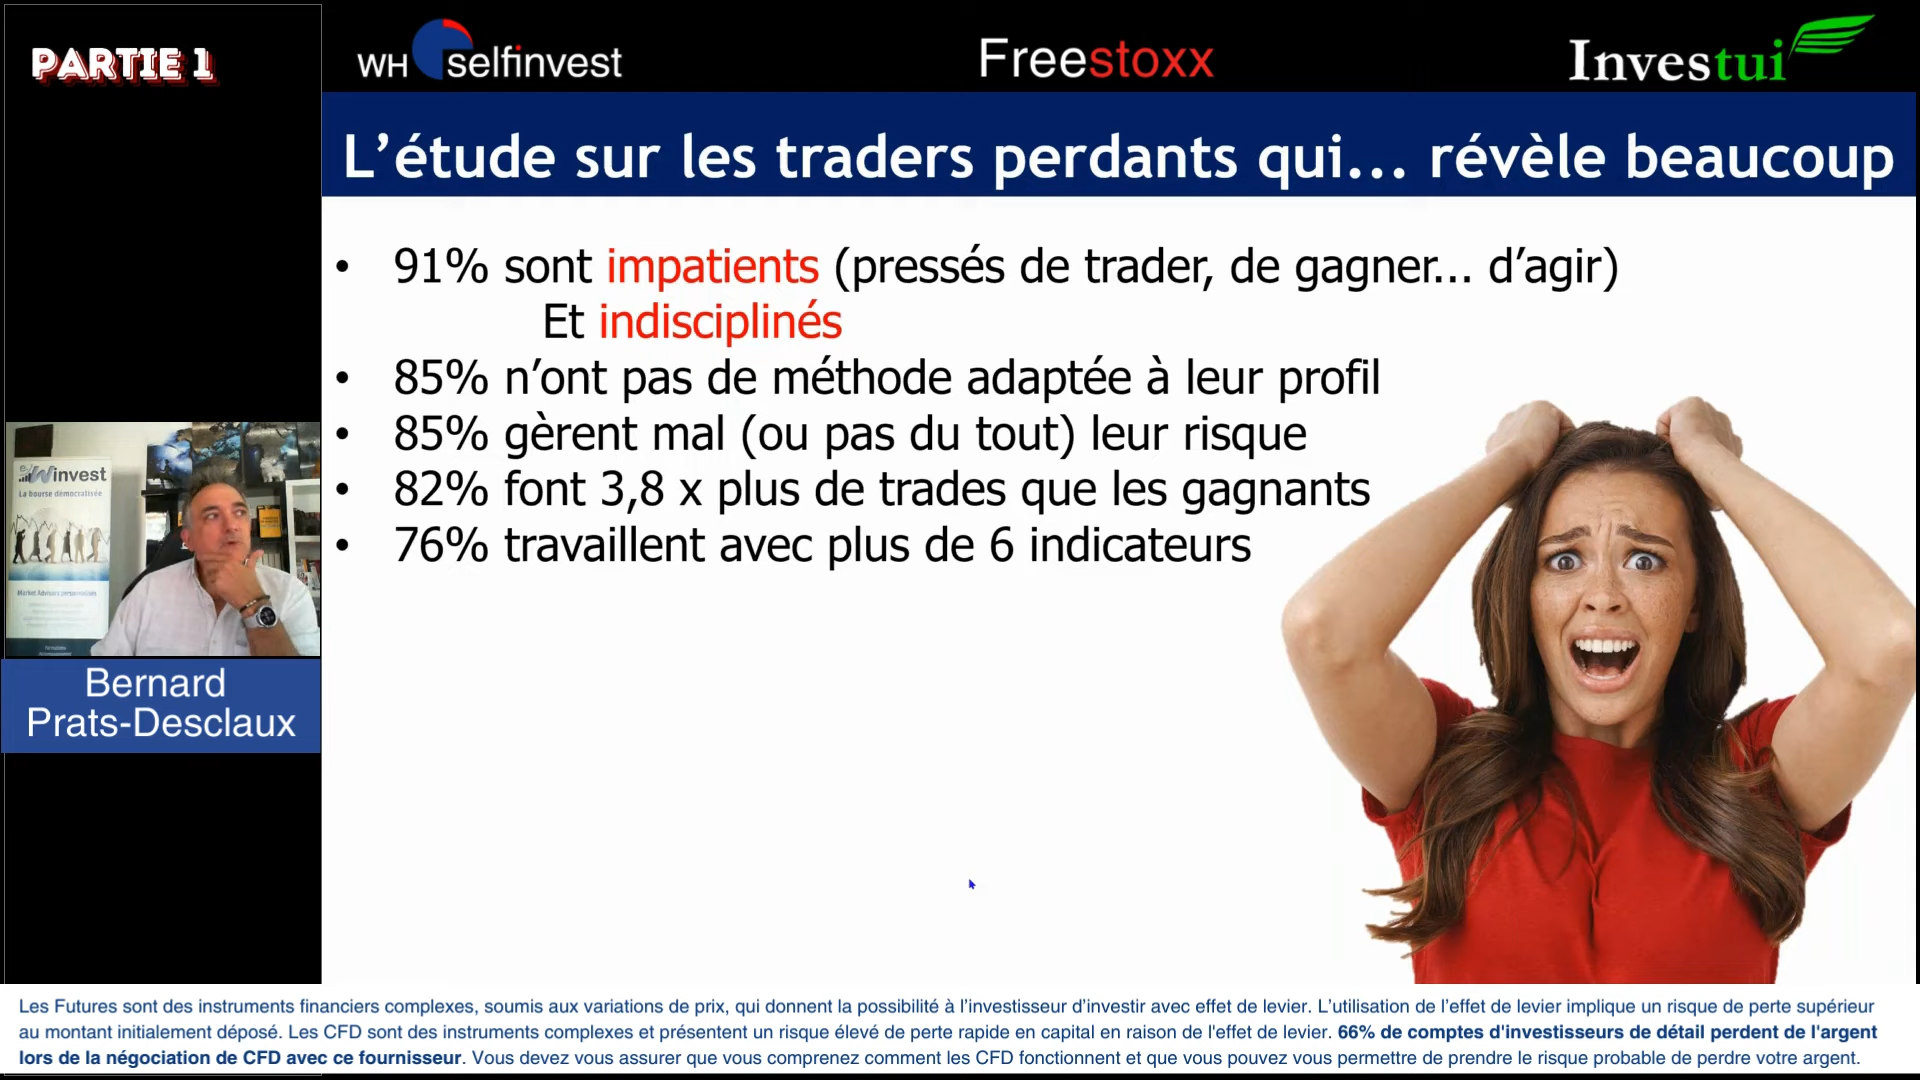 PARTIE 1
WH selfinvest
Freestoxx
Investui
L'étude sur les traders perdants qui... révèle beaucoup
• 91% sont impatients (pressés de trader, de gagner... d'agir)
Et indisciplinés
• 85% n'ont pas de méthode adaptée à leur profil
• 85% gèrent mal (ou pas du tout) leur risque
• 82% font 3,8 x plus de trades que les gagnants
• 76% travaillent avec plus de 6 indicateurs
invest
La bourse démocratisée
Bernard
Prats-Desclaux
Les Futures sont des instruments financiers complexes, soumis aux variations de prix, qui donnent la possibilité à l'investisseur d'investir avec effet de levier. L'utilisation de l'effet de levier implique un risque de perte supérieur
au montant initialement déposé. Les CFD sont des instruments complexes et présentent un risque élevé de perte rapide en capital en raison de l'effet de levier. 66% de comptes d'investisseurs de détail perdent de l'argent
lors de la négociation de CFD avec ce fournisseur. Vous devez vous assurer que vous comprenez comment les CFD fonctionnent et que vous pouvez vous permettre de prendre le risque probable de perdre votre argent.